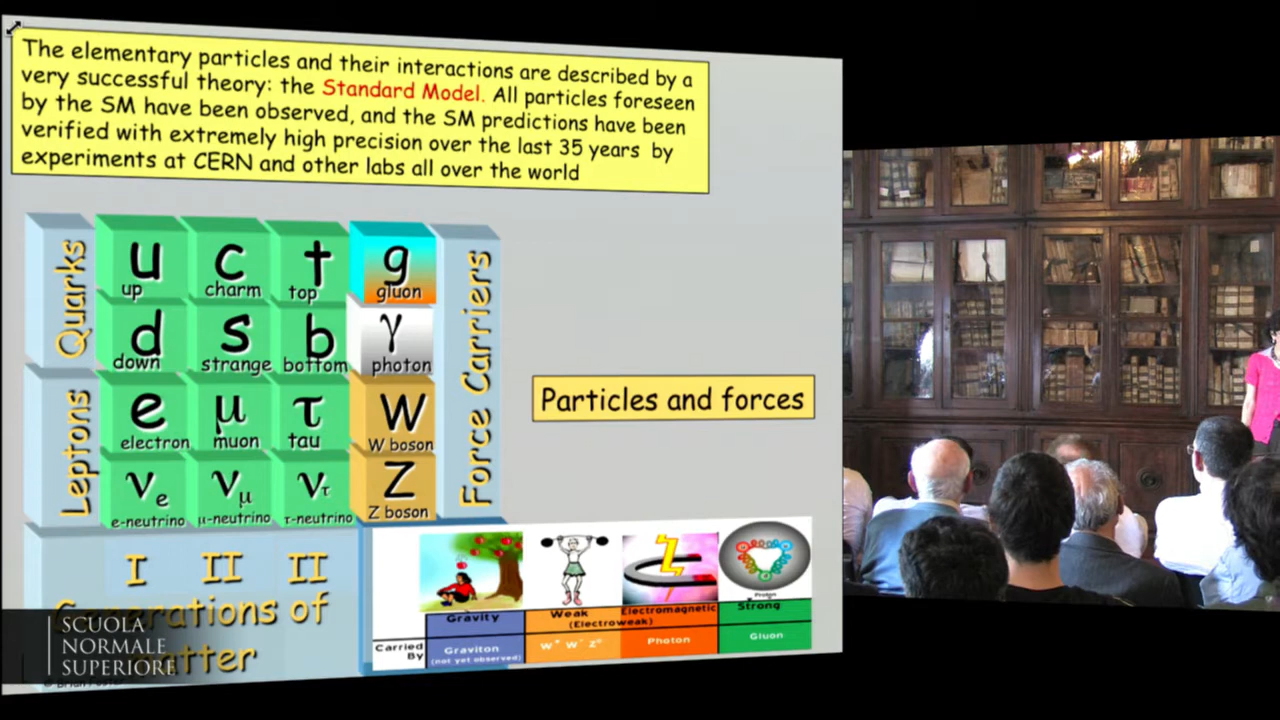 The elementary particles and their interactions are described by a
very successful theory: the Standard Model. All particles foreseen
by the SM have been observed, and the SM predictions have been
verified with extremely high precision over the last 35 years by
experiments at CERN and other labs all over the world
Quarks
u
up
c
charm
t
top
g
gluon
d
down
s
strange
b
bottom
γ
photon
Leptons
e
electron
μ
muon
τ
tau
W
W boson
νe
e-neutrino
νμ
μ-neutrino
ντ
τ-neutrino
Z
Z boson
Force Carriers
Particles and forces
I II II
Generations of
atter
Gravity
Weak
(Electroweak)
Electromagnetic
Strong
Proton
Carried
By
Graviton
(not yet observed)
W⁺ W⁻ Z⁰
Photon
Gluon
SCUOLA
NORMALE
SUPERIORE